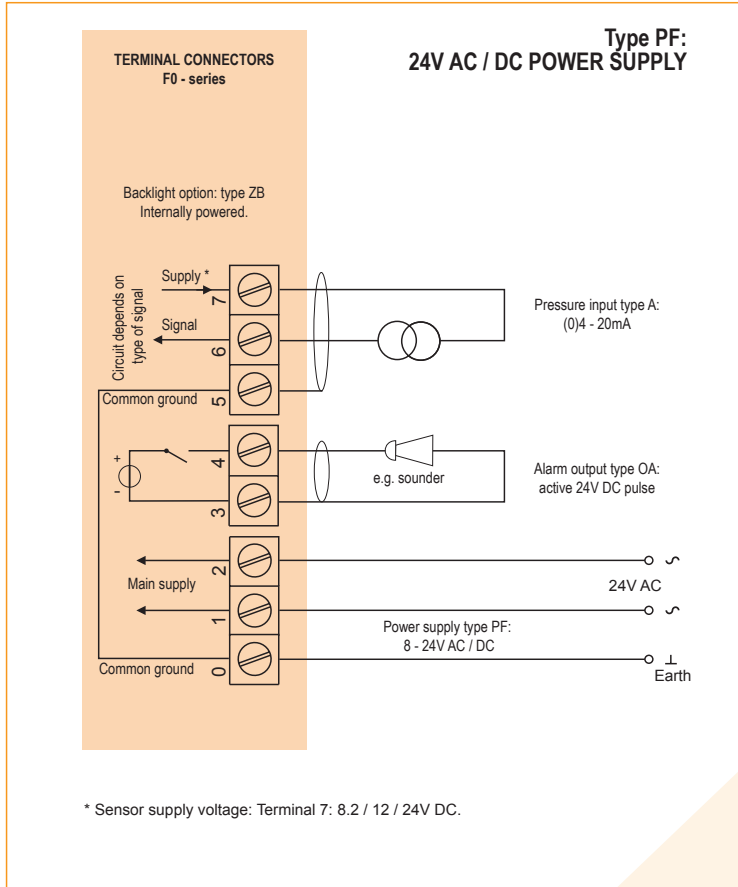 Type PF:
24V AC / DC POWER SUPPLY
TERMINAL CONNECTORS
F0 - series
Backlight option: type ZB
Internally powered.
Circuit depends on
type of signal
Supply *
7
Signal
6
Common ground
5
Pressure input type A:
(0)4 - 20mA
+
-
4
3
e.g. sounder
Alarm output type OA:
active 24V DC pulse
2
Main supply
1
24V AC
Power supply type PF:
8 - 24V AC / DC
Common ground
0
Earth
* Sensor supply voltage: Terminal 7: 8.2 / 12 / 24V DC.